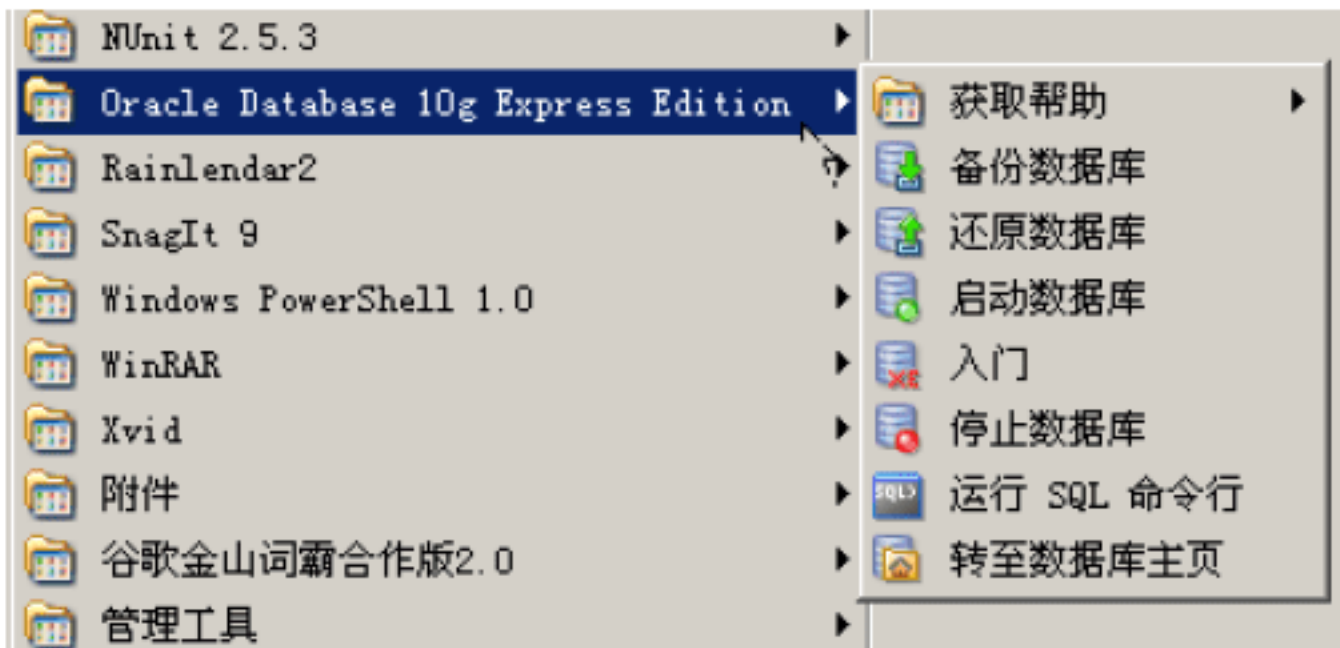 NUnit 2.5.3
Oracle Database 10g Express Edition
Rainlendar2
SnagIt 9
Windows PowerShell 1.0
WinRAR
Xvid
附件
谷歌金山词霸合作版2.0
管理工具
获取帮助
备份数据库
还原数据库
启动数据库
入门
停止数据库
SQL>
运行 SQL 命令行
转至数据库主页